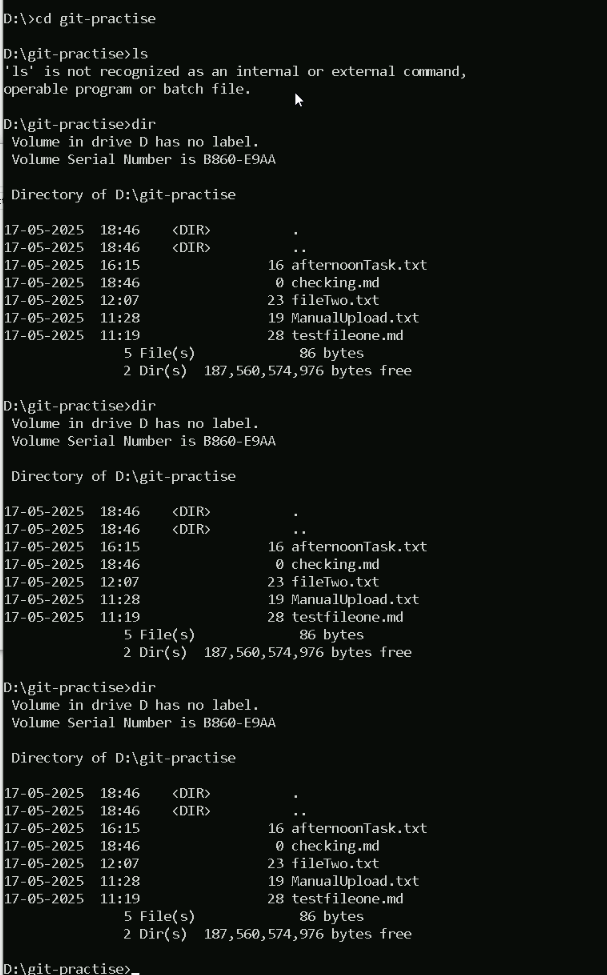 D:\>cd git-practise
D:\git-practise>ls
'ls' is not recognized as an internal or external command,
operable program or batch file.
D:\git-practise>dir
 Volume in drive D has no label.
 Volume Serial Number is B860-E9AA
 Directory of D:\git-practise
17-05-2025  18:46    <DIR>          .
17-05-2025  18:46    <DIR>          ..
17-05-2025  16:15                16 afternoonTask.txt
17-05-2025  18:46                 0 checking.md
17-05-2025  12:07                23 fileTwo.txt
17-05-2025  11:28                19 ManualUpload.txt
17-05-2025  11:19                28 testfileone.md
               5 File(s)             86 bytes
               2 Dir(s)  187,560,574,976 bytes free
D:\git-practise>dir
 Volume in drive D has no label.
 Volume Serial Number is B860-E9AA
 Directory of D:\git-practise
17-05-2025  18:46    <DIR>          .
17-05-2025  18:46    <DIR>          ..
17-05-2025  16:15                16 afternoonTask.txt
17-05-2025  18:46                 0 checking.md
17-05-2025  12:07                23 fileTwo.txt
17-05-2025  11:28                19 ManualUpload.txt
17-05-2025  11:19                28 testfileone.md
               5 File(s)             86 bytes
               2 Dir(s)  187,560,574,976 bytes free
D:\git-practise>dir
 Volume in drive D has no label.
 Volume Serial Number is B860-E9AA
 Directory of D:\git-practise
17-05-2025  18:46    <DIR>          .
17-05-2025  18:46    <DIR>          ..
17-05-2025  16:15                16 afternoonTask.txt
17-05-2025  18:46                 0 checking.md
17-05-2025  12:07                23 fileTwo.txt
17-05-2025  11:28                19 ManualUpload.txt
17-05-2025  11:19                28 testfileone.md
               5 File(s)             86 bytes
               2 Dir(s)  187,560,574,976 bytes free
D:\git-practise>_